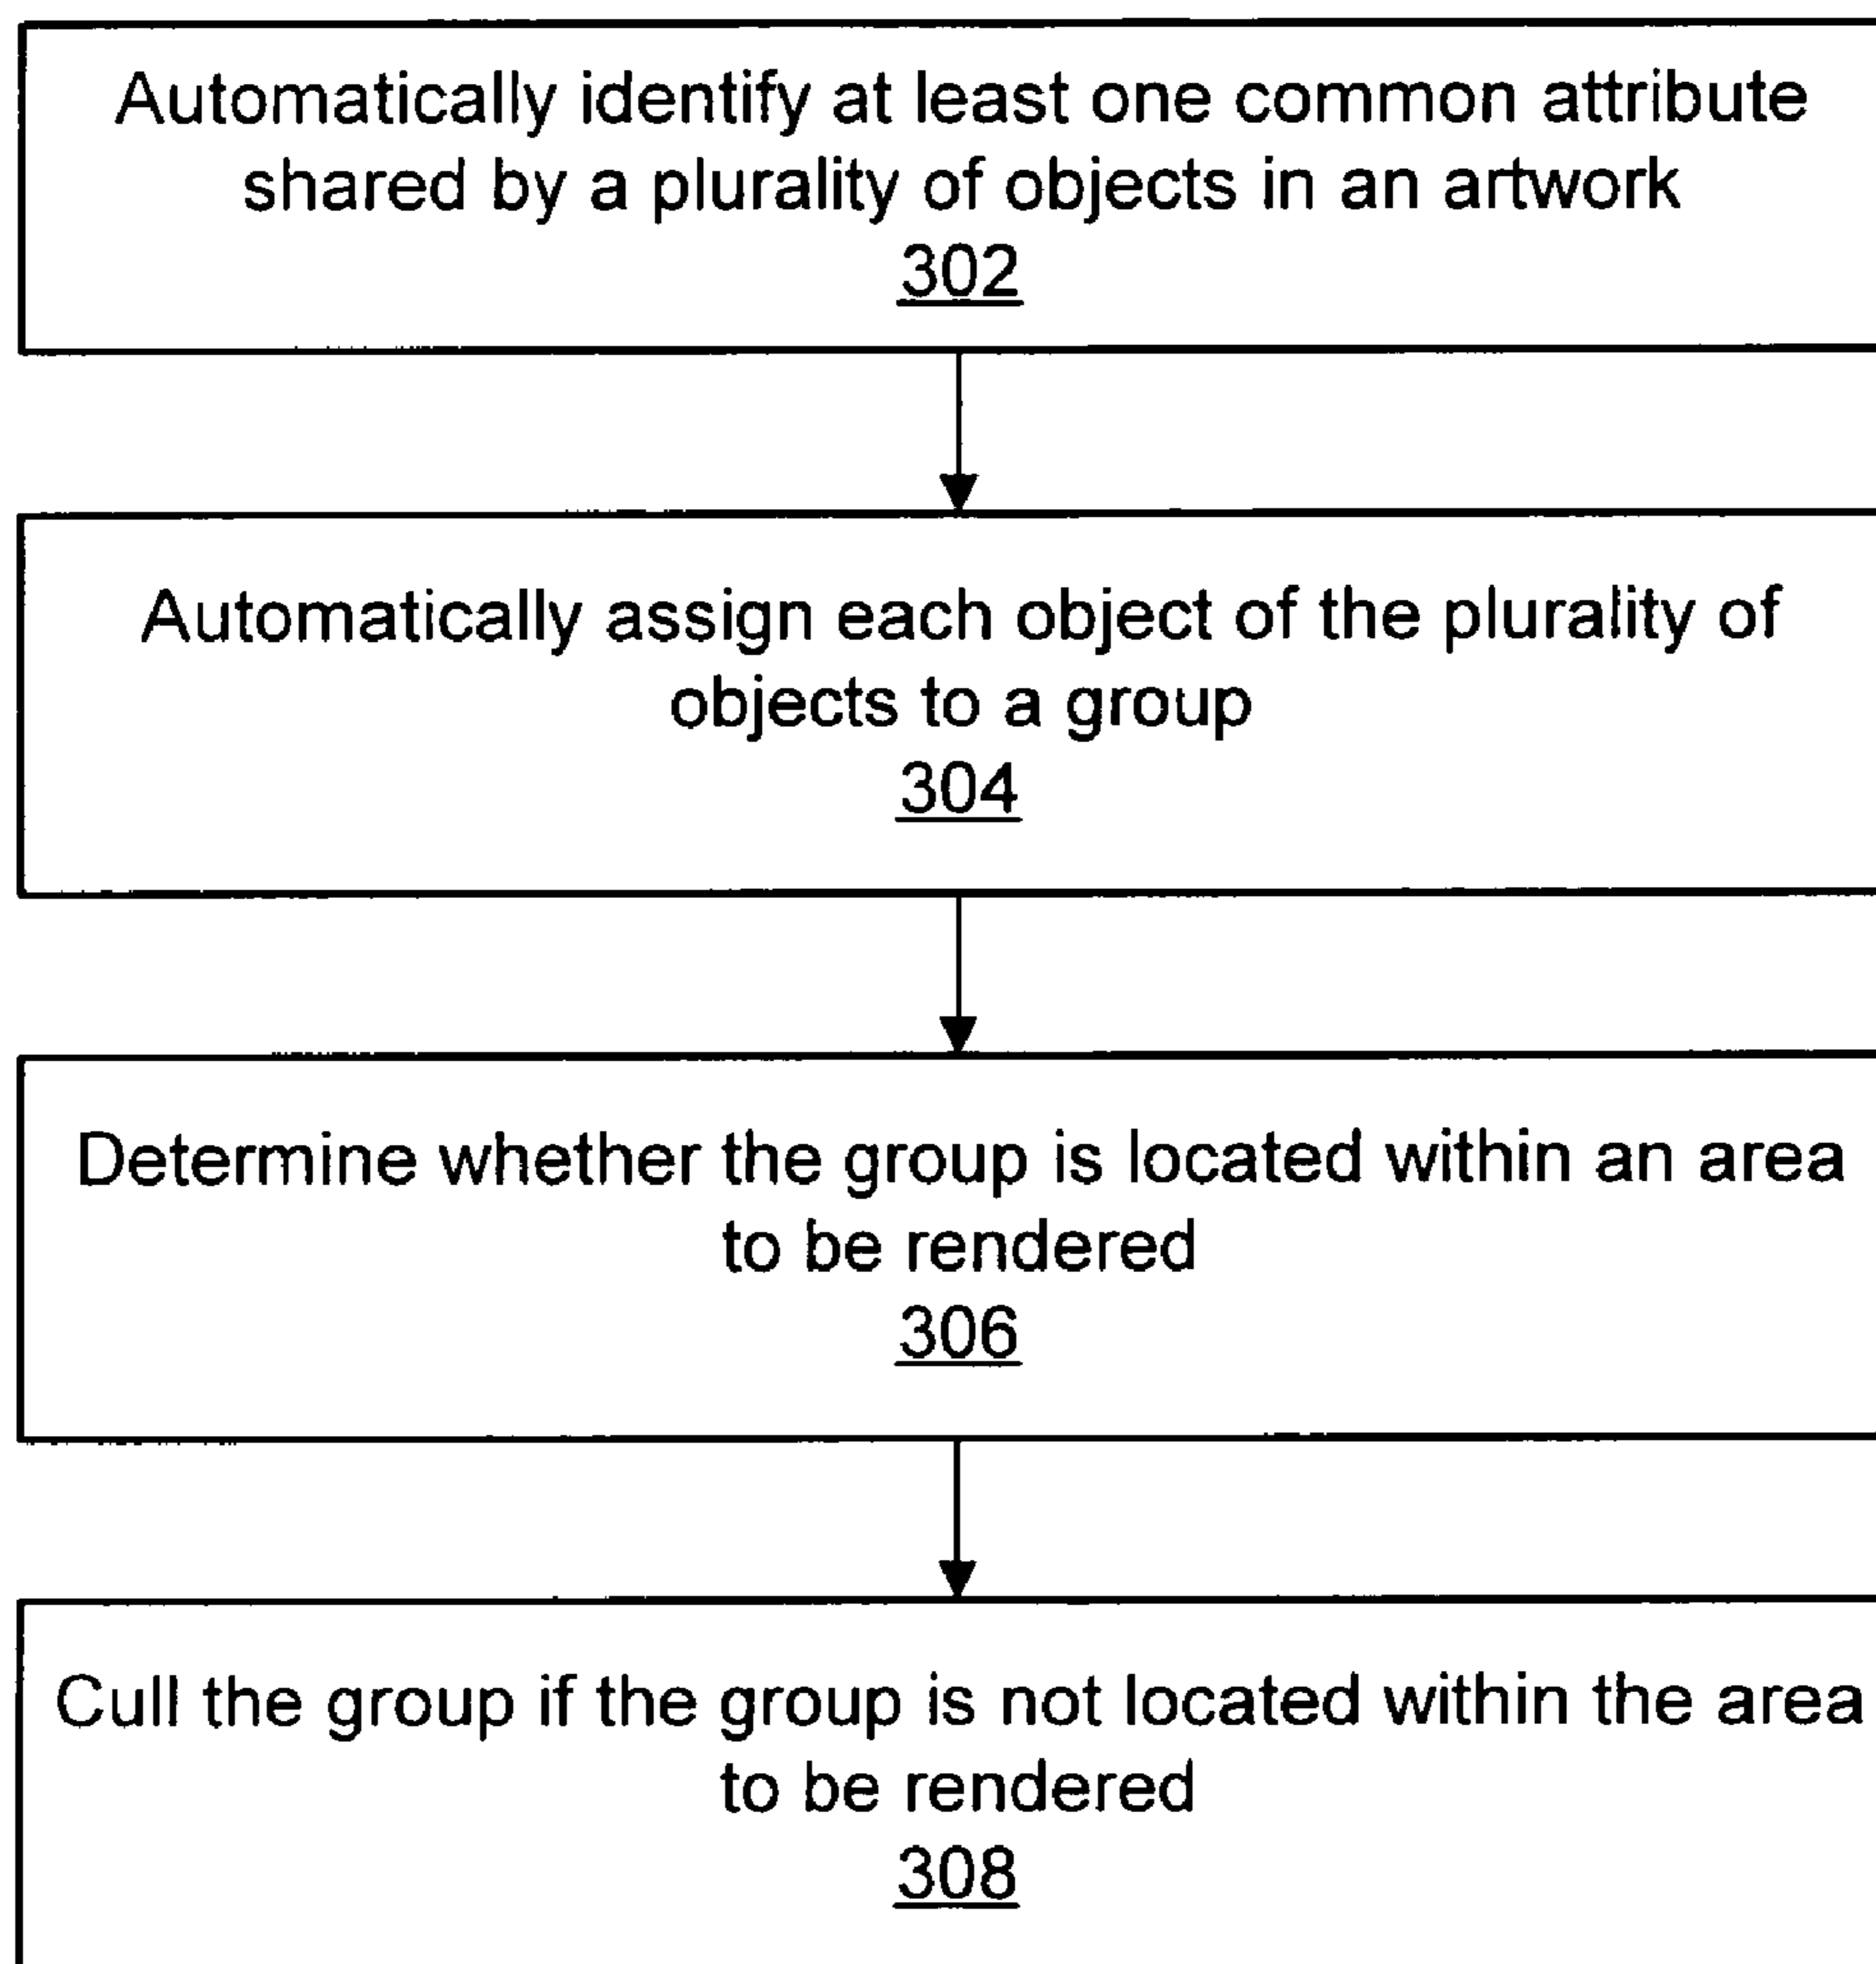 Automatically identify at least one common attribute
shared by a plurality of objects in an artwork
302
Automatically assign each object of the plurality of
objects to a group
304
Determine whether the group is located within an area
to be rendered
306
Cull the group if the group is not located within the area
to be rendered
308